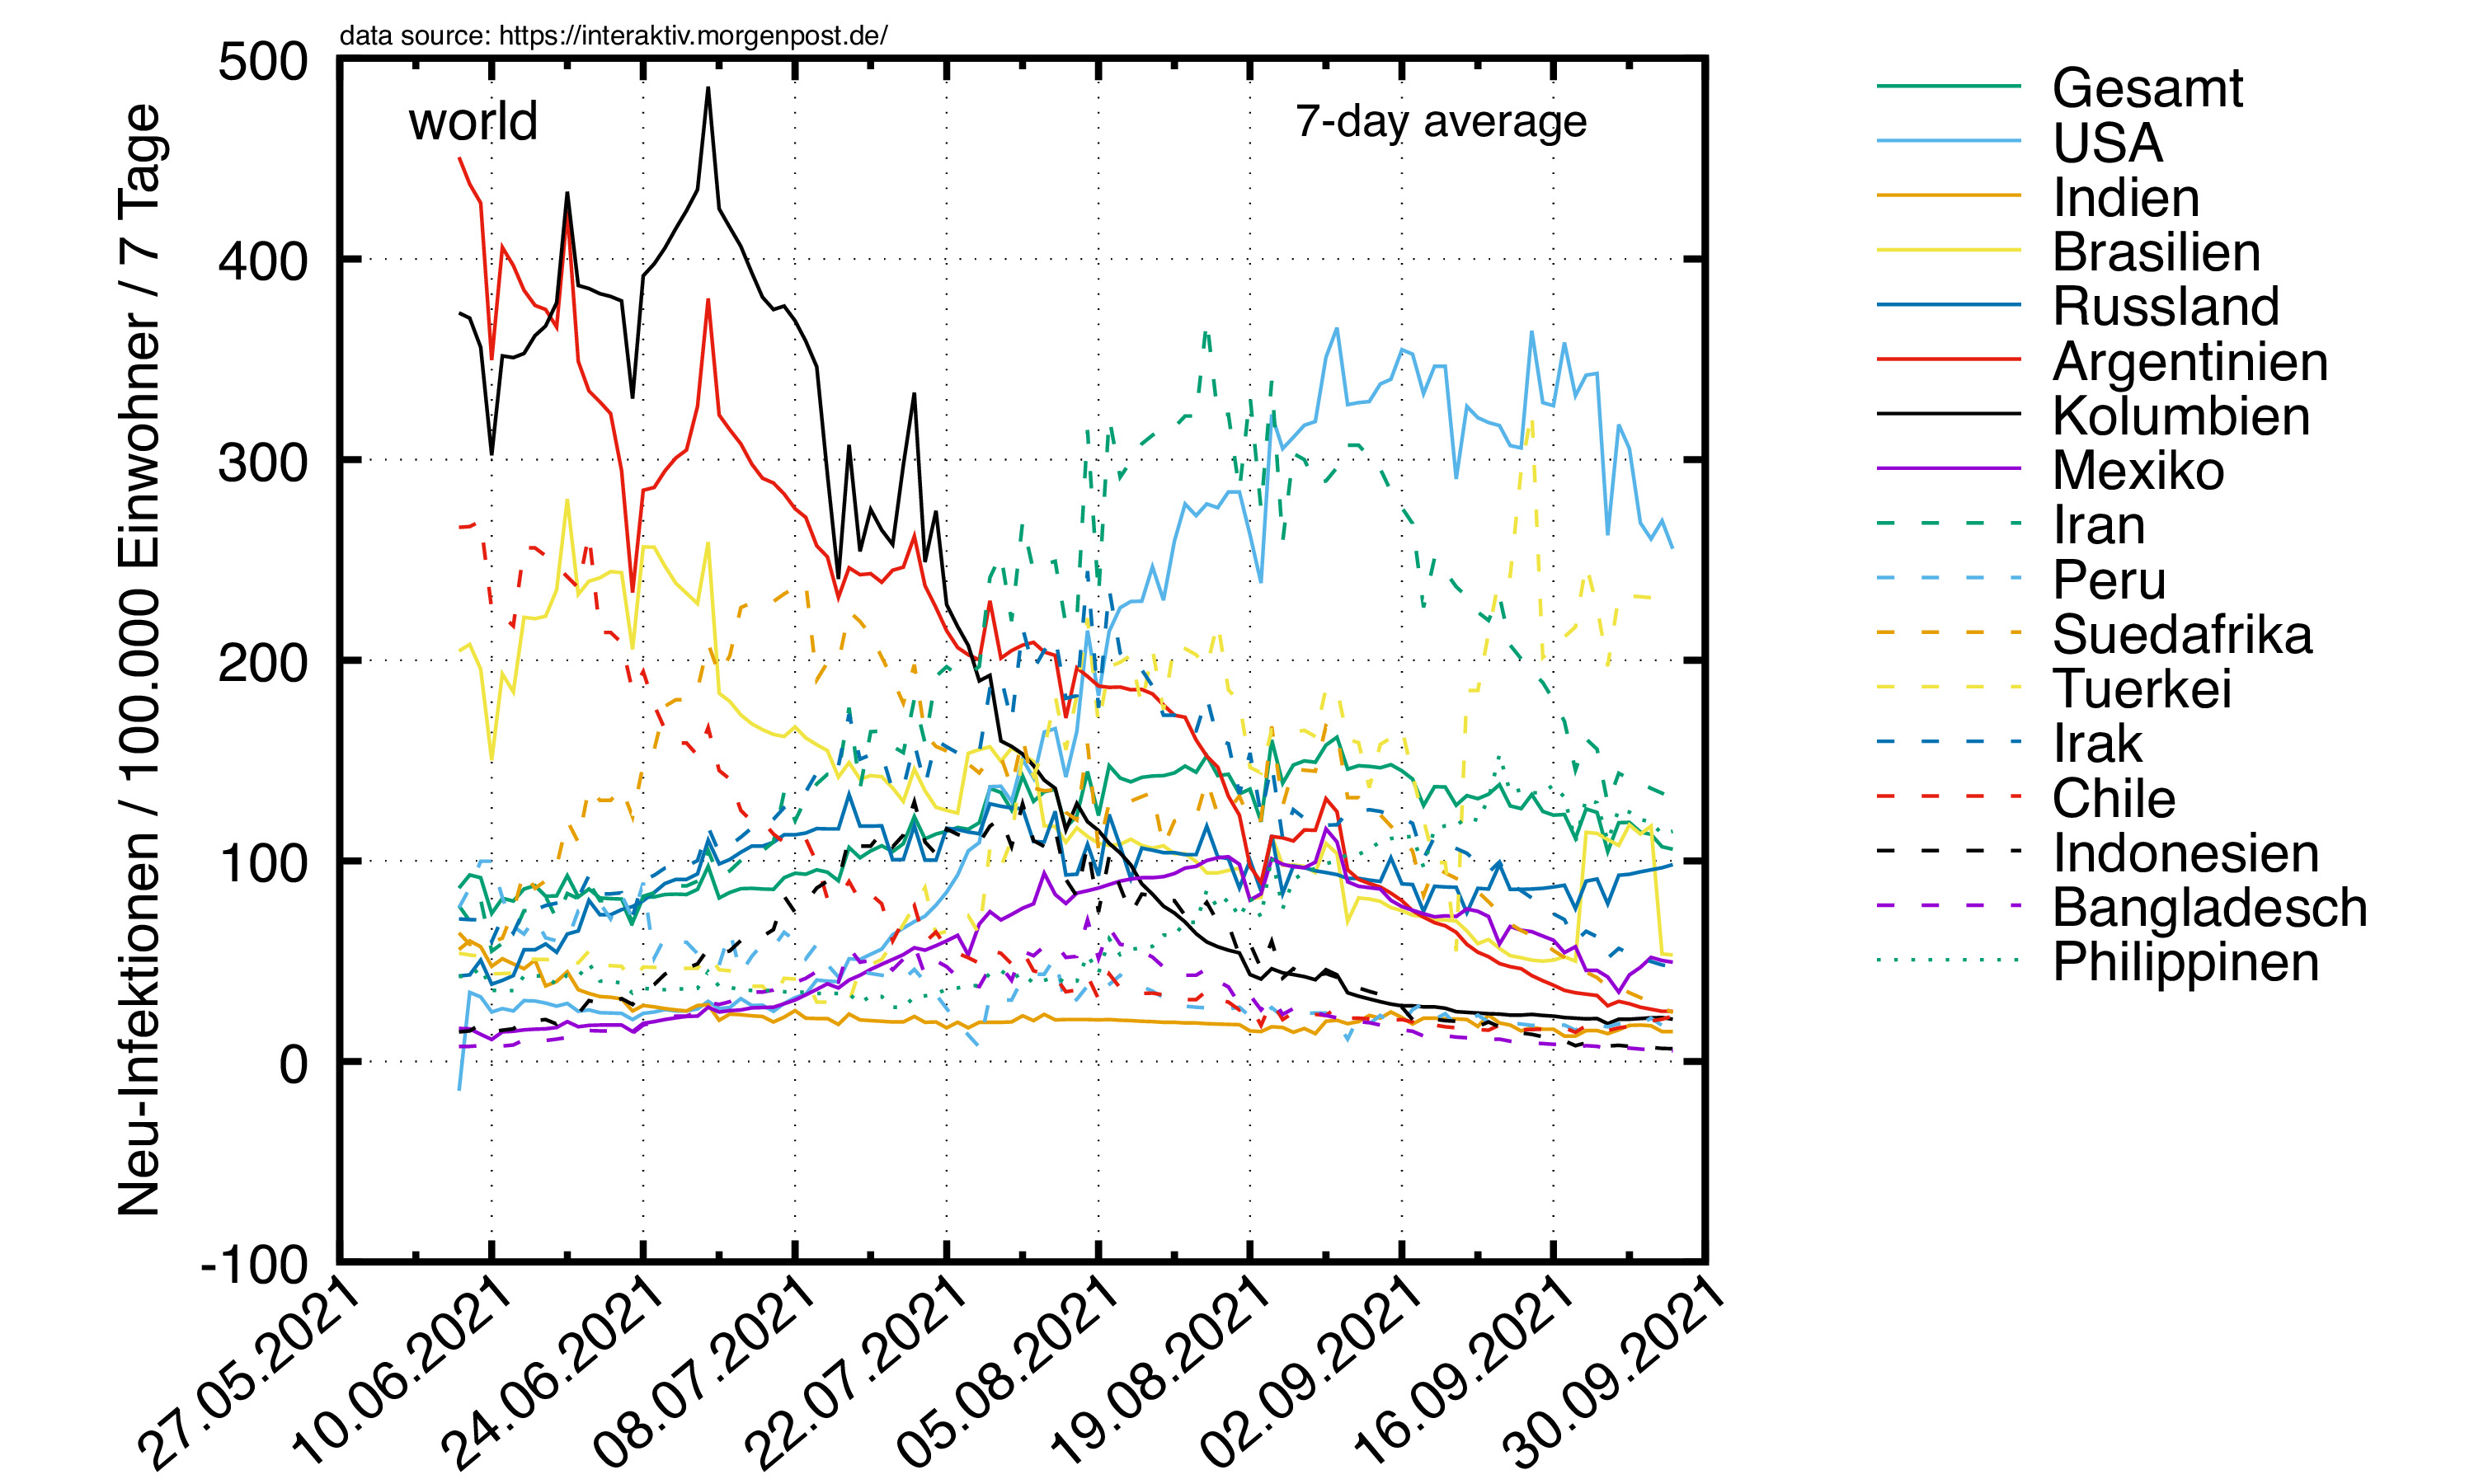 data source: https://interaktiv.morgenpost.de/
world
7-day average
Neu-Infektionen / 100.000 Einwohner / 7 Tage
500
400
300
200
100
0
-100
27.05.2021
10.06.2021
24.06.2021
08.07.2021
22.07.2021
05.08.2021
19.08.2021
02.09.2021
16.09.2021
30.09.2021
Gesamt
USA
Indien
Brasilien
Russland
Argentinien
Kolumbien
Mexiko
Iran
Peru
Suedafrika
Tuerkei
Irak
Chile
Indonesien
Bangladesch
Philippinen